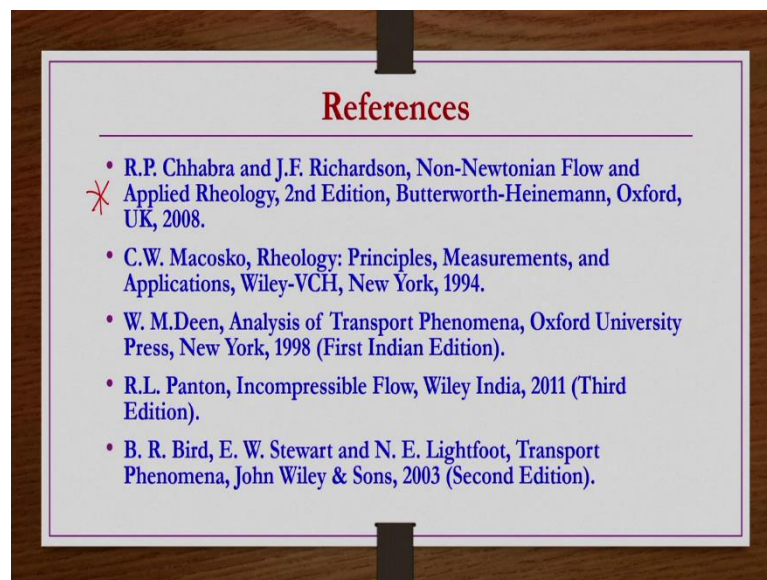 References
• R.P. Chhabra and J.F. Richardson, Non-Newtonian Flow and
Applied Rheology, 2nd Edition, Butterworth-Heinemann, Oxford,
UK, 2008.
• C.W. Macosko, Rheology: Principles, Measurements, and
Applications, Wiley-VCH, New York, 1994.
• W. M.Deen, Analysis of Transport Phenomena, Oxford University
Press, New York, 1998 (First Indian Edition).
• R.L. Panton, Incompressible Flow, Wiley India, 2011 (Third
Edition).
• B. R. Bird, E. W. Stewart and N. E. Lightfoot, Transport
Phenomena, John Wiley & Sons, 2003 (Second Edition).